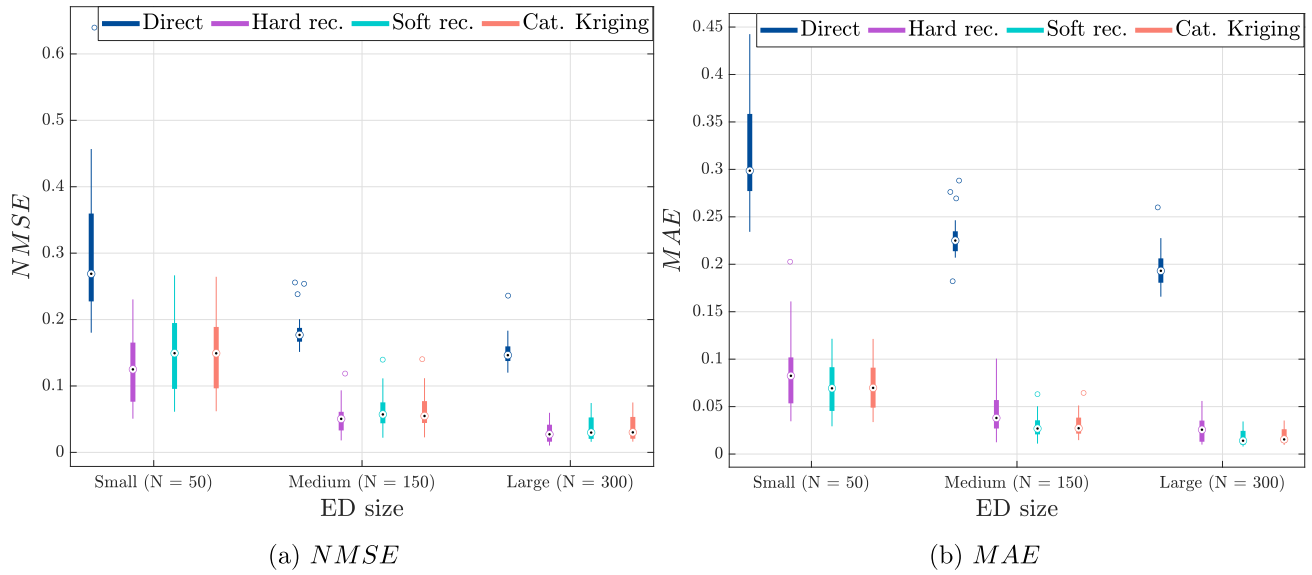 Direct Hard rec. Soft rec. Cat. Kriging
0.6
0.5
0.4
0.3
0.2
0.1
0
NMSE
Small (N = 50) Medium (N = 150) Large (N = 300)
ED size
(a) NMSE
Direct Hard rec. Soft rec. Cat. Kriging
0.45
0.4
0.35
0.3
0.25
0.2
0.15
0.1
0.05
0
MAE
Small (N = 50) Medium (N = 150) Large (N = 300)
ED size
(b) MAE